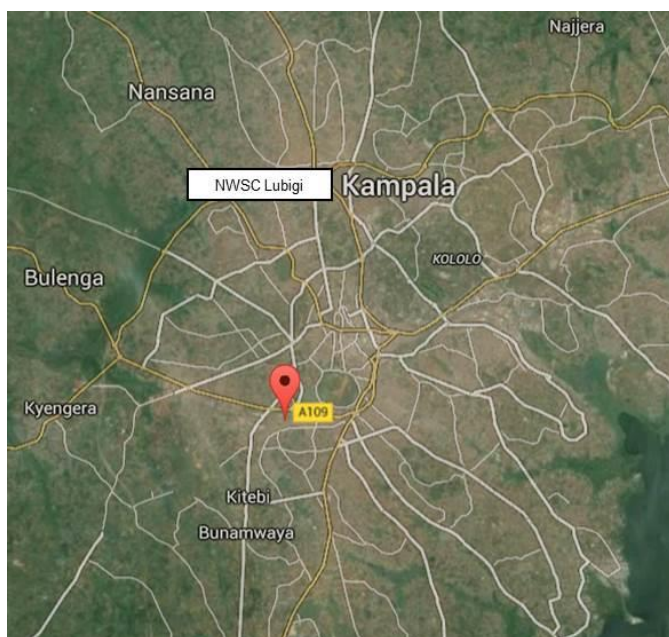 Najjera
Nansana
NWSC Lubigi
Kampala
KOLOLO
Bulenga
Kyengera
A109
Kitebi
Bunamwaya